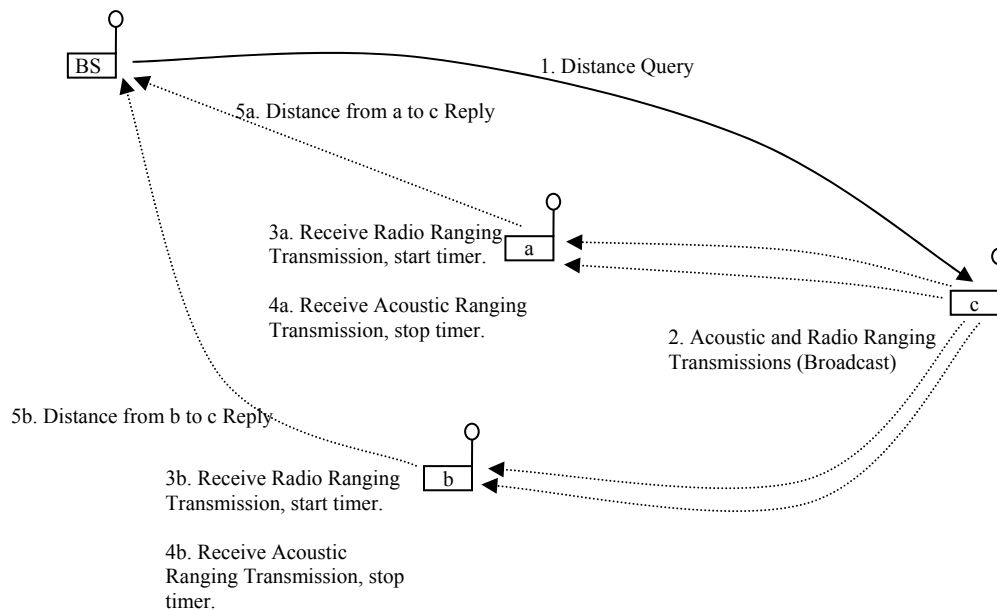 BS
1. Distance Query
5a. Distance from a to c Reply
3a. Receive Radio Ranging
Transmission, start timer.
a
4a. Receive Acoustic Ranging
Transmission, stop timer.
c
2. Acoustic and Radio Ranging
Transmissions (Broadcast)
5b. Distance from b to c Reply
b
3b. Receive Radio Ranging
Transmission, start timer.
4b. Receive Acoustic
Ranging Transmission, stop
timer.